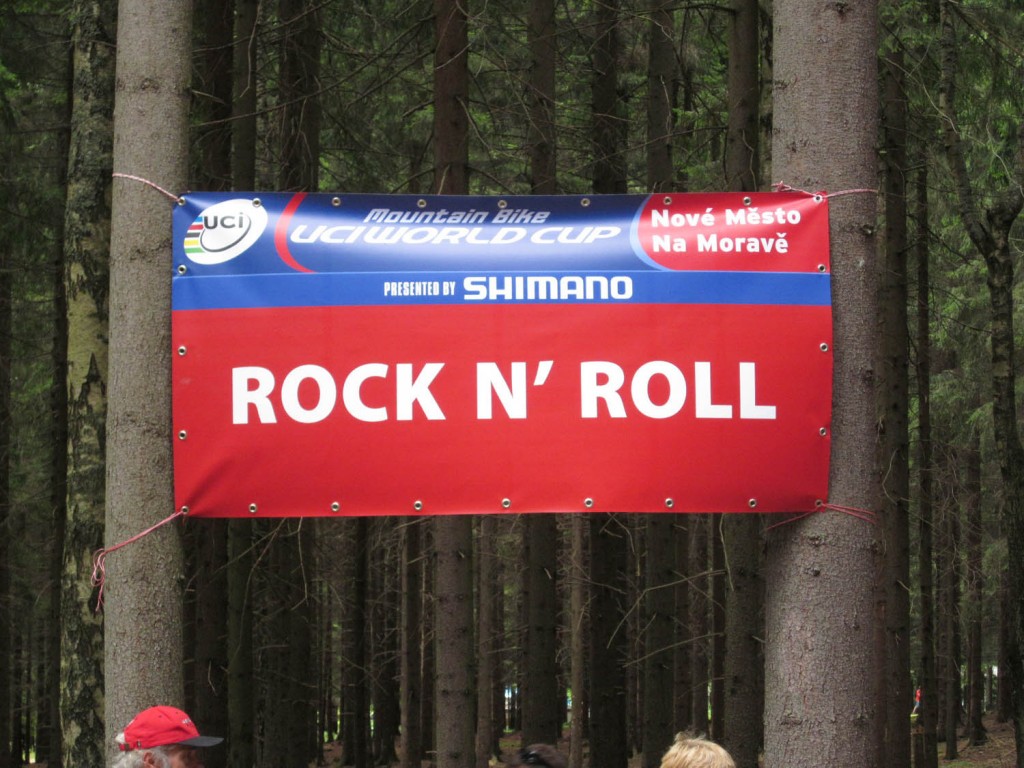 UCI
Mountain Bike
UCI WORLD CUP
Nové Město
Na Moravě
PRESENTED BY SHIMANO
ROCK N' ROLL